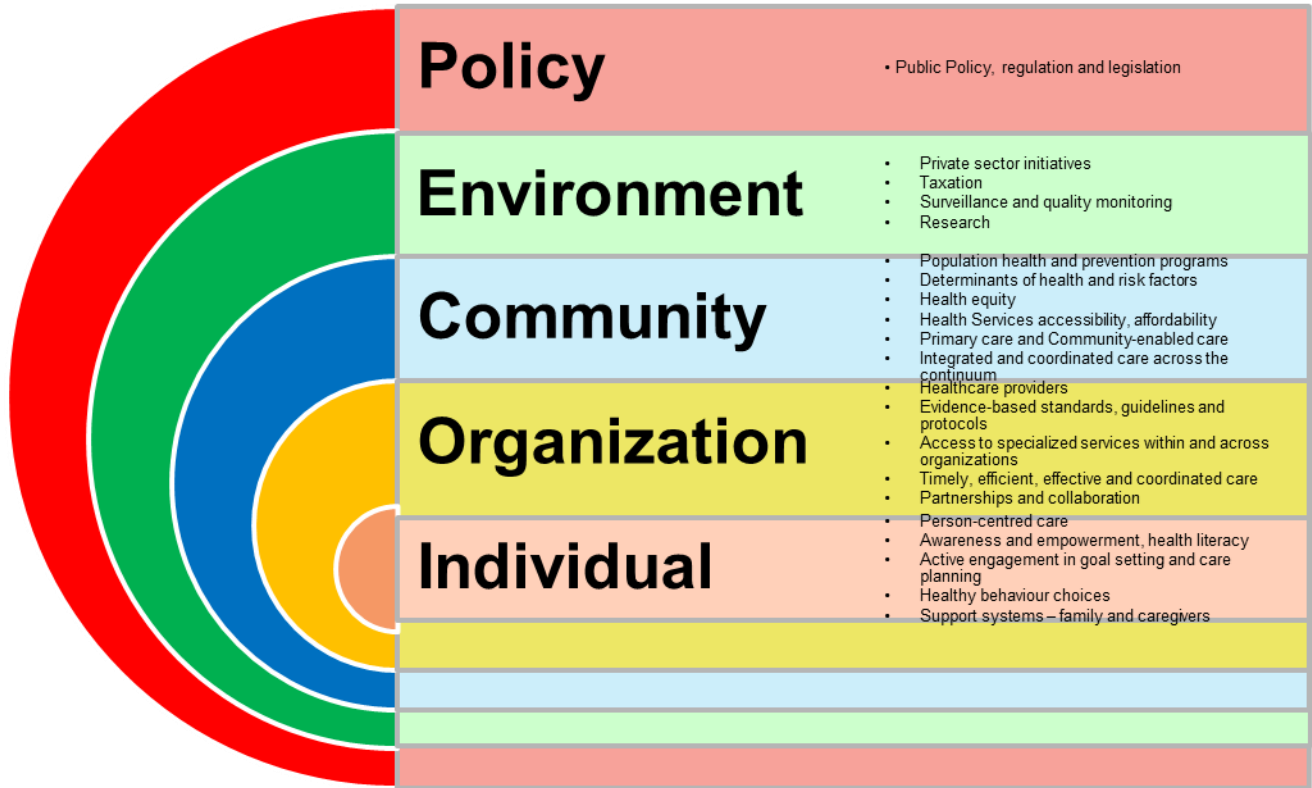 Policy
• Public Policy, regulation and legislation
Environment
• Private sector initiatives
• Taxation
• Surveillance and quality monitoring
• Research
Community
• Population health and prevention programs
• Determinants of health and risk factors
• Health equity
• Health Services accessibility, affordability
• Primary care and Community-enabled care
• Integrated and coordinated care across the
continuum
Organization
• Healthcare providers
• Evidence-based standards, guidelines and
protocols
• Access to specialized services within and across
organizations
• Timely, efficient, effective and coordinated care
• Partnerships and collaboration
Individual
• Person-centred care
• Awareness and empowerment, health literacy
• Active engagement in goal setting and care
planning
• Healthy behaviour choices
• Support systems – family and caregivers